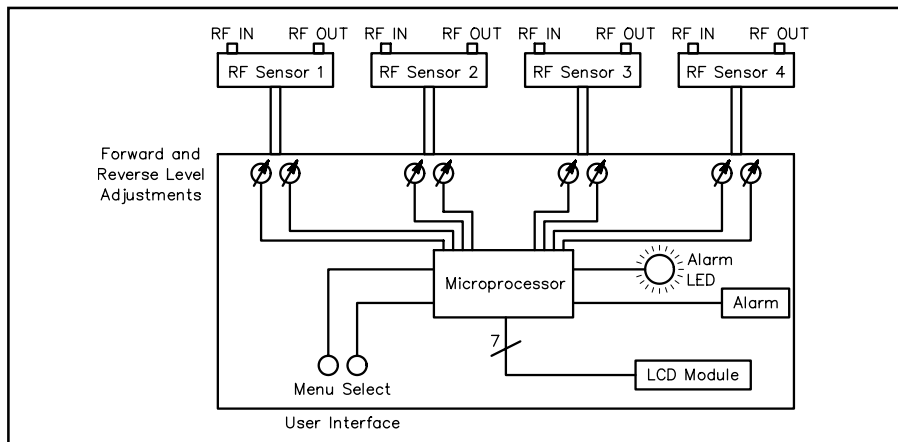 RF IN RF OUT RF IN RF OUT RF IN RF OUT RF IN RF OUT
RF Sensor 1 RF Sensor 2 RF Sensor 3 RF Sensor 4
Forward and
Reverse Level
Adjustments
Microprocessor
Alarm
LED
Alarm
7
LCD Module
Menu Select
User Interface